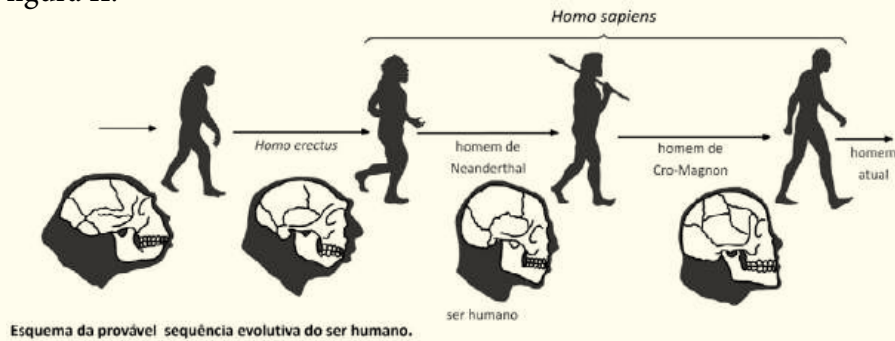 figura II.
Homo sapiens
Homo erectus
homem de
Neanderthal
homem de
Cro-Magnon
homem
atual
ser humano
Esquema da provável sequência evolutiva do ser humano.